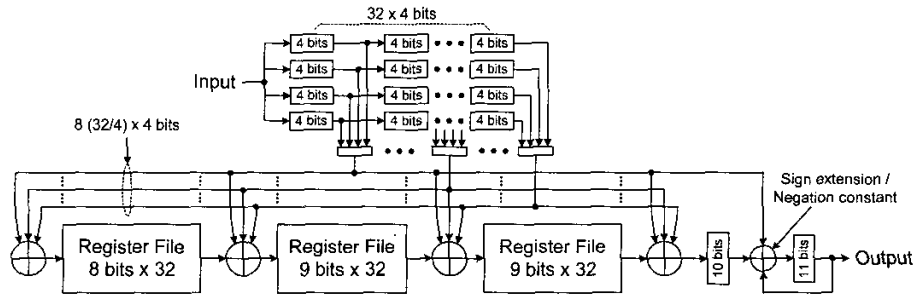 32 x 4 bits
4 bits 4 bits 4 bits
4 bits 4 bits 4 bits
Input
4 bits 4 bits 4 bits
4 bits 4 bits 4 bits
8 (32/4) x 4 bits
Sign extension /
Negation constant
Register File
8 bits x 32
Register File
9 bits x 32
Register File
9 bits x 32
10 bits
11 bits
Output